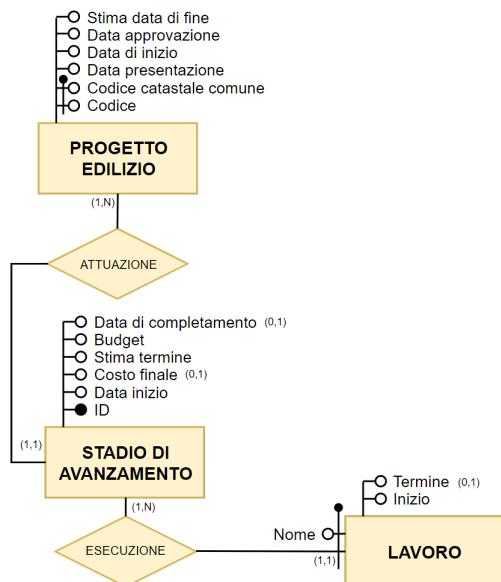 Stima data di fine
Data approvazione
Data di inizio
Data presentazione
Codice catastale comune
Codice
PROGETTO
EDILIZIO
(1,N)
ATTUAZIONE
Data di completamento (0,1)
Budget
Stima termine
Costo finale (0,1)
Data inizio
ID
(1,1)
STADIO DI
AVANZAMENTO
(1,N)
ESECUZIONE
Termine (0,1)
Inizio
Nome
(1,1)
LAVORO